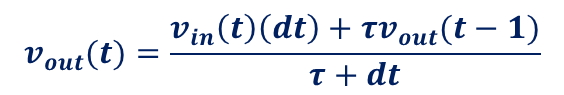 v_out(t) = (v_in(t)(dt) + τv_out(t − 1)) / (τ + dt)